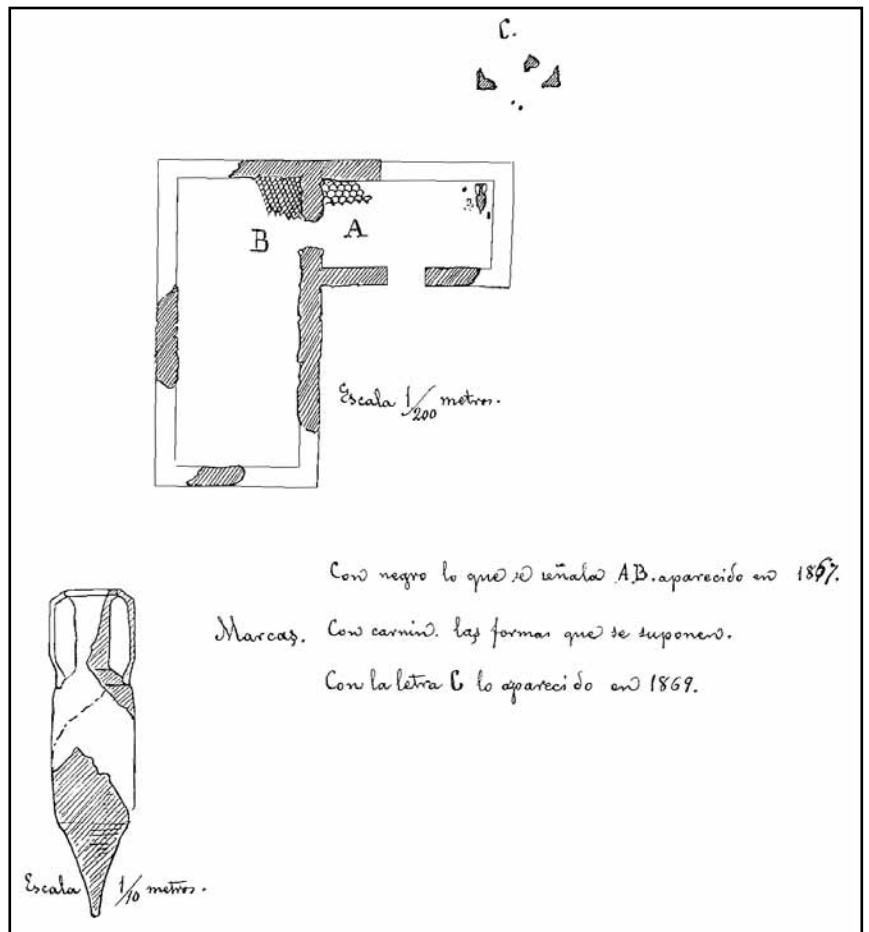 C.
B A
Escala 1/200 metros.
Con negro lo que se señala A.B. aparecido en 1867.
Marcas. Con carmin. las formas que se suponen.
Con la letra C lo aparecido en 1869.
Escala 1/10 metros.